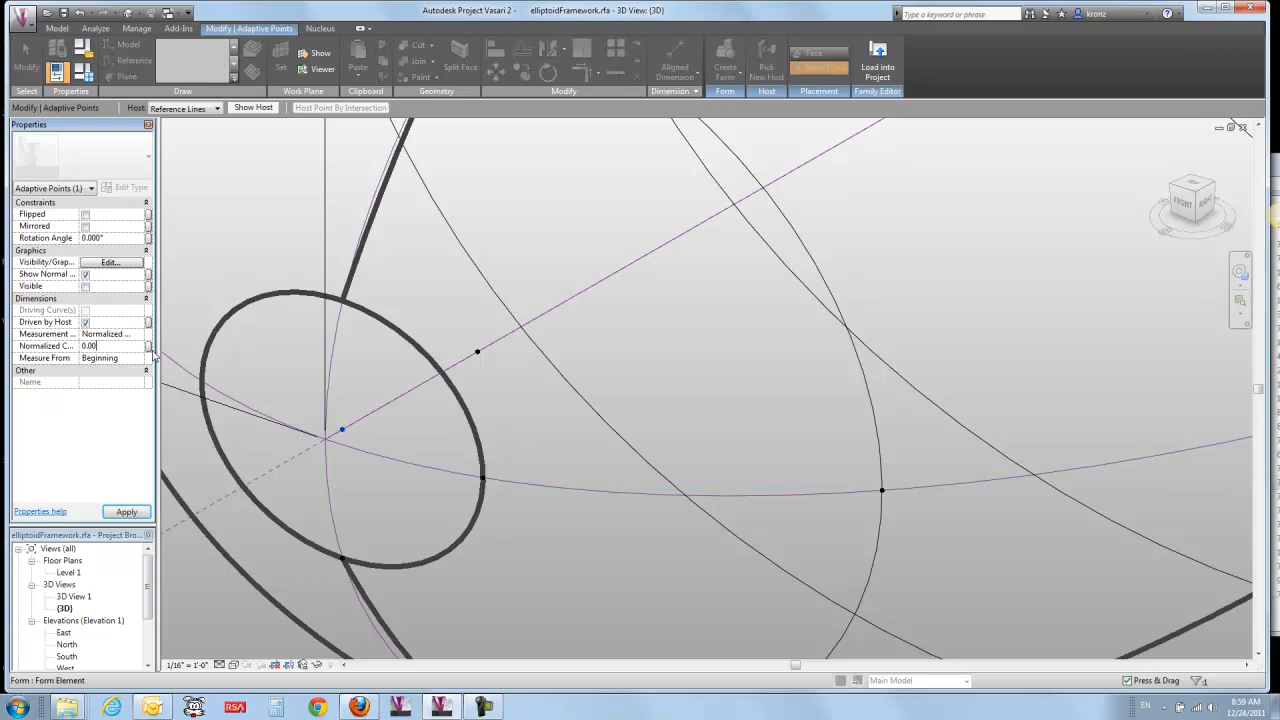 Autodesk Project Vasari 2 - elliptoidFramework.rfa - 3D View: {3D}
Type a keyword or phrase
kronz
Model Analyze Manage Add-Ins Modify | Adaptive Points Nucleus
Model
Reference
Plane
Show
Viewer
Cut
Join
Point
Modify
Set
Paste
Split Face
Aligned
Dimension
Create
Form
Pick
New Host
Face
Load into
Project
Select Properties Draw Work Plane Clipboard Geometry Modify Dimension Form Host Placement Family Editor
Modify | Adaptive Points Host: Reference Lines Show Host Host Point By Intersection
Properties
Adaptive Points (1) Edit Type
Constraints
Flipped
Mirrored
Rotation Angle 0.000°
Graphics
Visibility/Grap... Edit...
Show Normal ...
Visible
Dimensions
Driving Curve(s)
Driven by Host
Measurement ... Normalized ...
Normalized C... 0.00
Measure From Beginning
Other
Name
Properties help Apply
elliptoidFramework.rfa - Project Bro...
Views (all)
Floor Plans
Level 1
3D Views
3D View 1
{3D}
Elevations (Elevation 1)
East
North
South
West
FRONT
1/16" = 1'-0"
Form : Form Element
Main Model
Press & Drag
:1
RSA
EN
8:59 AM
12/24/2011